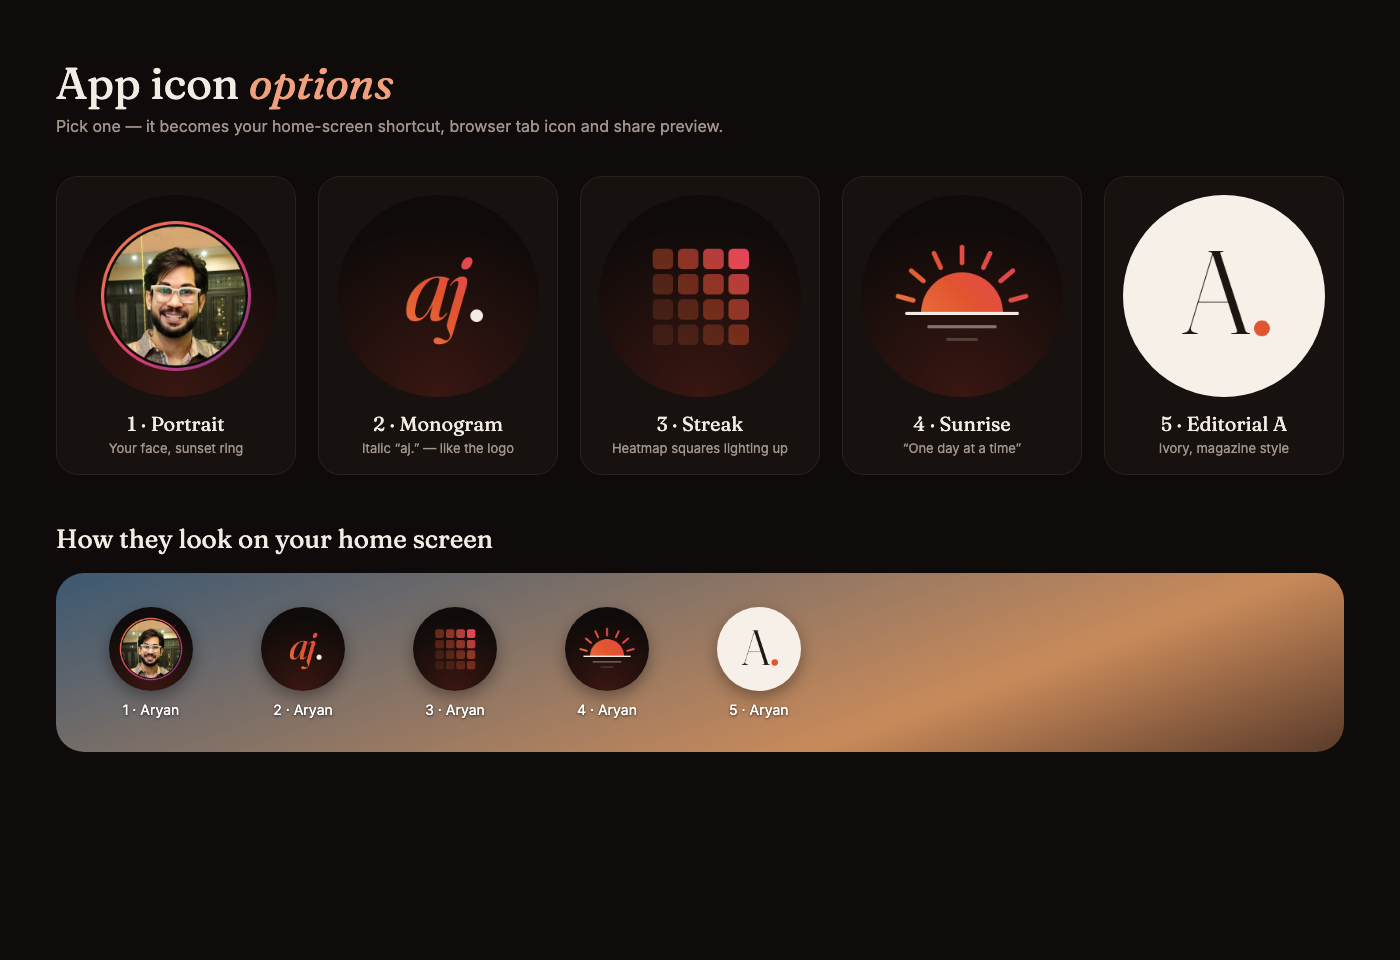 App icon options
Pick one — it becomes your home-screen shortcut, browser tab icon and share preview.
aj.
A.
1 · Portrait
2 · Monogram
3 · Streak
4 · Sunrise
5 · Editorial A
Your face, sunset ring
Italic “aj.” — like the logo
Heatmap squares lighting up
“One day at a time”
Ivory, magazine style
How they look on your home screen
aj.
A.
1 · Aryan
2 · Aryan
3 · Aryan
4 · Aryan
5 · Aryan